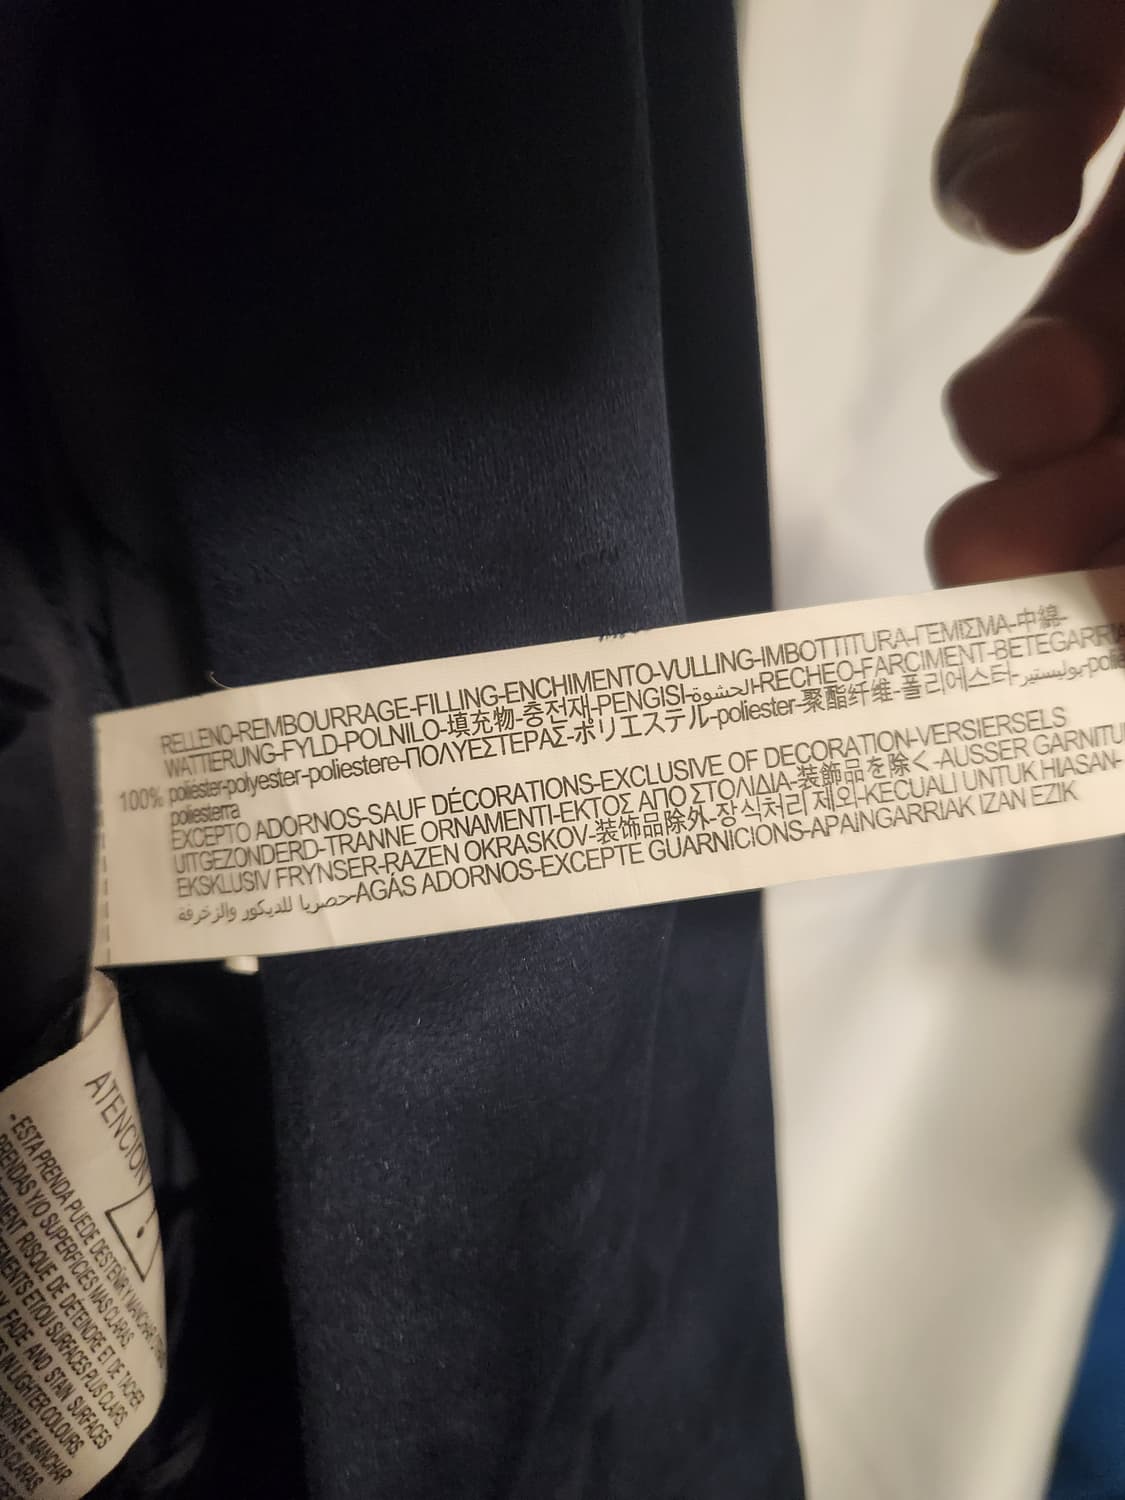 RELLENO-REMBOURRAGE-FILLING-ENCHIMENTO-VULLING-IMBOTTITURA-ΓΕΜΙΣΜΑ-中綿-
WATTIERUNG-FYLD-POLNILO-填充物-충전재-PENGISI-الحشوة-RECHEO-FARCIMENT-BETEGARRIA
100% poliéster-polyester-poliestere-ΠΟΛΥΕΣΤΕΡΑΣ-ポリエステル-poliester-聚酯纤维-폴리에스터-بوليستير-
poliesterra
EXCEPTO ADORNOS-SAUF DÉCORATIONS-EXCLUSIVE OF DECORATION-VERSIERSELS
UITGEZONDERD-TRANNE ORNAMENTI-ΕΚΤΟΣ ΑΠΟ ΣΤΟΛΙΔΙΑ-装飾品を除く-AUSSER GARNITU
EKSKLUSIV FRYNSER-RAZEN OKRASKOV-装饰品除外-장식처리 제외-KECUALI UNTUK HIASAN-
حصريا للديكور والزخرفة-AGÁS ADORNOS-EXCEPTE GUARNICIONS-APAINGARRIAK IZAN EZIK
ATENCION
-ESTA PRENDA PUEDE DESTEÑIR Y MANCHAR
PRENDAS Y/O SUPERFICIES MAS CLARAS.
RISQUE DE DÉTEINDRE ET DE TACHER
ET/OU SURFACES PLUS CLAIRS.
FADE AND STAIN SURFACES
IN LIGHTER COLOURS.
E MANCHAR
CLARAS